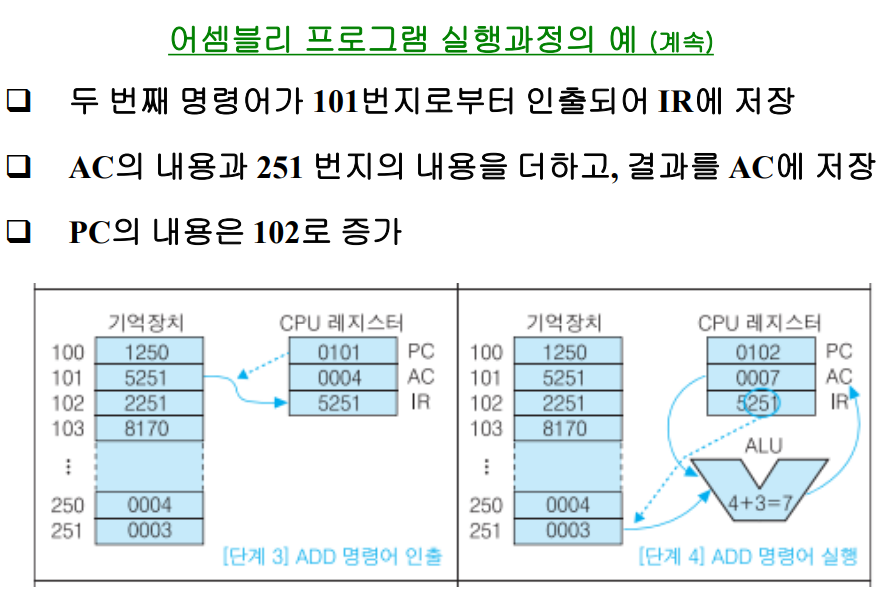 어셈블리 프로그램 실행과정의 예 (계속)
❑ 두 번째 명령어가 101번지로부터 인출되어 IR에 저장
❑ AC의 내용과 251 번지의 내용을 더하고, 결과를 AC에 저장
❑ PC의 내용은 102로 증가
기억장치 CPU 레지스터
100 1250 0101 PC
101 5251 0004 AC
102 2251 5251 IR
103 8170
⋮
250 0004
251 0003
[단계 3] ADD 명령어 인출
기억장치 CPU 레지스터
100 1250 0102 PC
101 5251 0007 AC
102 2251 5251 IR
103 8170
⋮ ALU
250 0004 4+3=7
251 0003
[단계 4] ADD 명령어 실행